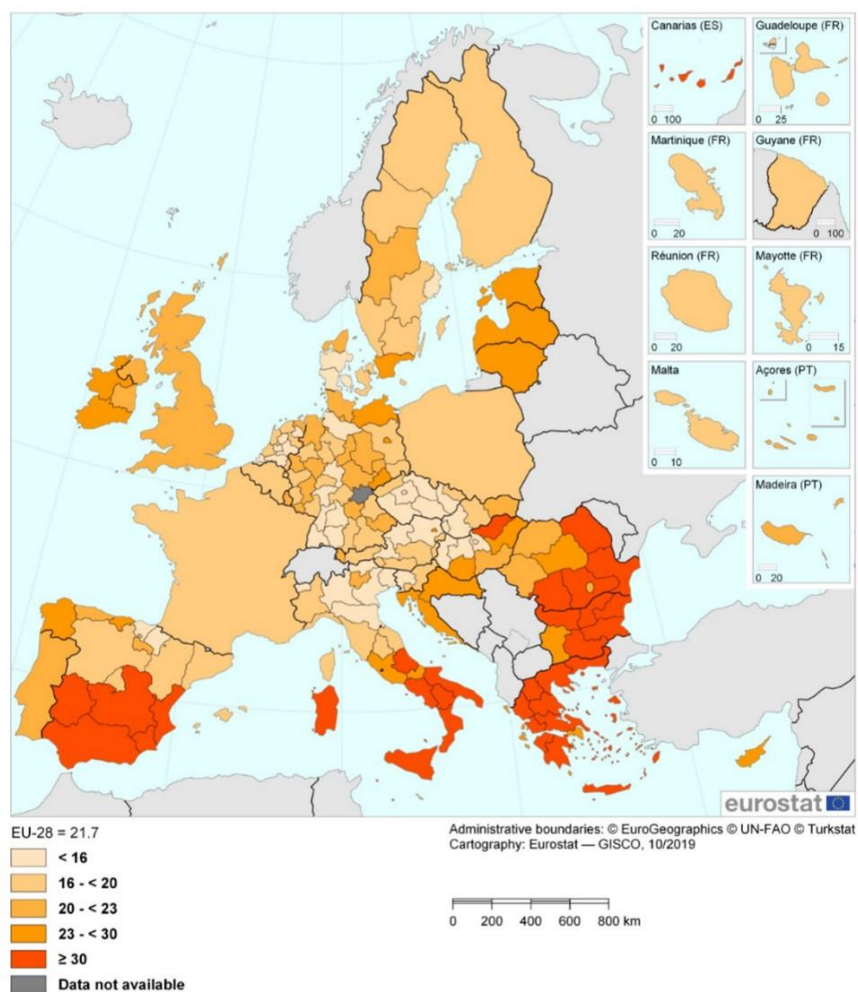 Canarias (ES)
0 100
Guadeloupe (FR)
0 25
Martinique (FR)
0 20
Guyane (FR)
0 100
Réunion (FR)
0 20
Mayotte (FR)
0 15
Malta
0 10
Açores (PT)
Madeira (PT)
0 20
eurostat
EU-28 = 21.7
< 16
16 - < 20
20 - < 23
23 - < 30
≥ 30
Data not available
Administrative boundaries: © EuroGeographics © UN-FAO © Turkstat
Cartography: Eurostat — GISCO, 10/2019
0 200 400 600 800 km